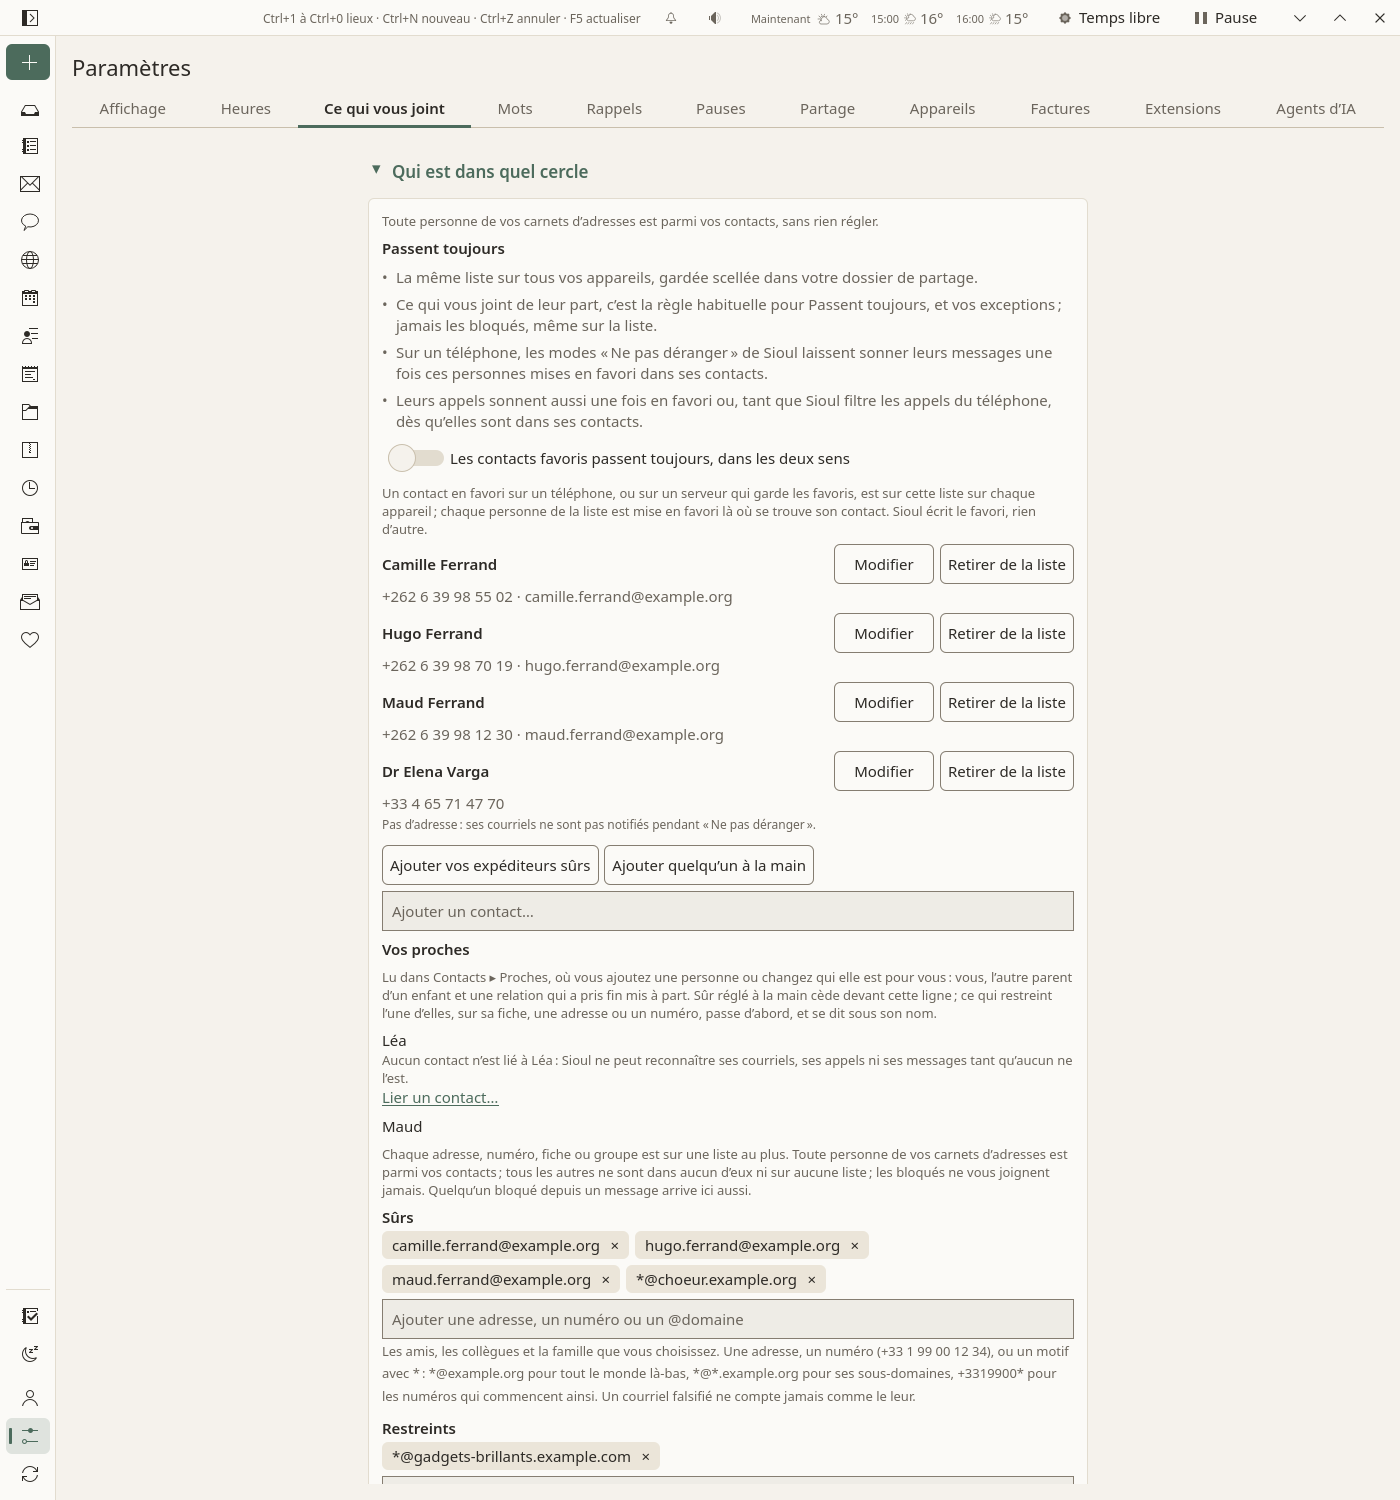 Ctrl+1 à Ctrl+0 lieux · Ctrl+N nouveau · Ctrl+Z annuler · F5 actualiser
Maintenant 15° 15:00 16° 16:00 15°
Temps libre
Pause
Paramètres
Affichage
Heures
Ce qui vous joint
Mots
Rappels
Pauses
Partage
Appareils
Factures
Extensions
Agents d’IA
▼ Qui est dans quel cercle
Toute personne de vos carnets d’adresses est parmi vos contacts, sans rien régler.
Passent toujours
• La même liste sur tous vos appareils, gardée scellée dans votre dossier de partage.
• Ce qui vous joint de leur part, c’est la règle habituelle pour Passent toujours, et vos exceptions ;
jamais les bloqués, même sur la liste.
• Sur un téléphone, les modes « Ne pas déranger » de Sioul laissent sonner leurs messages une
fois ces personnes mises en favori dans ses contacts.
• Leurs appels sonnent aussi une fois en favori ou, tant que Sioul filtre les appels du téléphone,
dès qu’elles sont dans ses contacts.
Les contacts favoris passent toujours, dans les deux sens
Un contact en favori sur un téléphone, ou sur un serveur qui garde les favoris, est sur cette liste sur chaque
appareil ; chaque personne de la liste est mise en favori là où se trouve son contact. Sioul écrit le favori, rien
d’autre.
Camille Ferrand
Modifier
Retirer de la liste
+262 6 39 98 55 02 · camille.ferrand@example.org
Hugo Ferrand
Modifier
Retirer de la liste
+262 6 39 98 70 19 · hugo.ferrand@example.org
Maud Ferrand
Modifier
Retirer de la liste
+262 6 39 98 12 30 · maud.ferrand@example.org
Dr Elena Varga
Modifier
Retirer de la liste
+33 4 65 71 47 70
Pas d’adresse : ses courriels ne sont pas notifiés pendant « Ne pas déranger ».
Ajouter vos expéditeurs sûrs
Ajouter quelqu’un à la main
Ajouter un contact…
Vos proches
Lu dans Contacts ▸ Proches, où vous ajoutez une personne ou changez qui elle est pour vous : vous, l’autre parent
d’un enfant et une relation qui a pris fin mis à part. Sûr réglé à la main cède devant cette ligne ; ce qui restreint
l’une d’elles, sur sa fiche, une adresse ou un numéro, passe d’abord, et se dit sous son nom.
Léa
Aucun contact n’est lié à Léa : Sioul ne peut reconnaître ses courriels, ses appels ni ses messages tant qu’aucun ne
l’est.
Lier un contact…
Maud
Chaque adresse, numéro, fiche ou groupe est sur une liste au plus. Toute personne de vos carnets d’adresses est
parmi vos contacts ; tous les autres ne sont dans aucun d’eux ni sur aucune liste ; les bloqués ne vous joignent
jamais. Quelqu’un bloqué depuis un message arrive ici aussi.
Sûrs
camille.ferrand@example.org ×
hugo.ferrand@example.org ×
maud.ferrand@example.org ×
*@choeur.example.org ×
Ajouter une adresse, un numéro ou un @domaine
Les amis, les collègues et la famille que vous choisissez. Une adresse, un numéro (+33 1 99 00 12 34), ou un motif
avec * : *@example.org pour tout le monde là-bas, *@*.example.org pour ses sous-domaines, +3319900* pour
les numéros qui commencent ainsi. Un courriel falsifié ne compte jamais comme le leur.
Restreints
*@gadgets-brillants.example.com ×